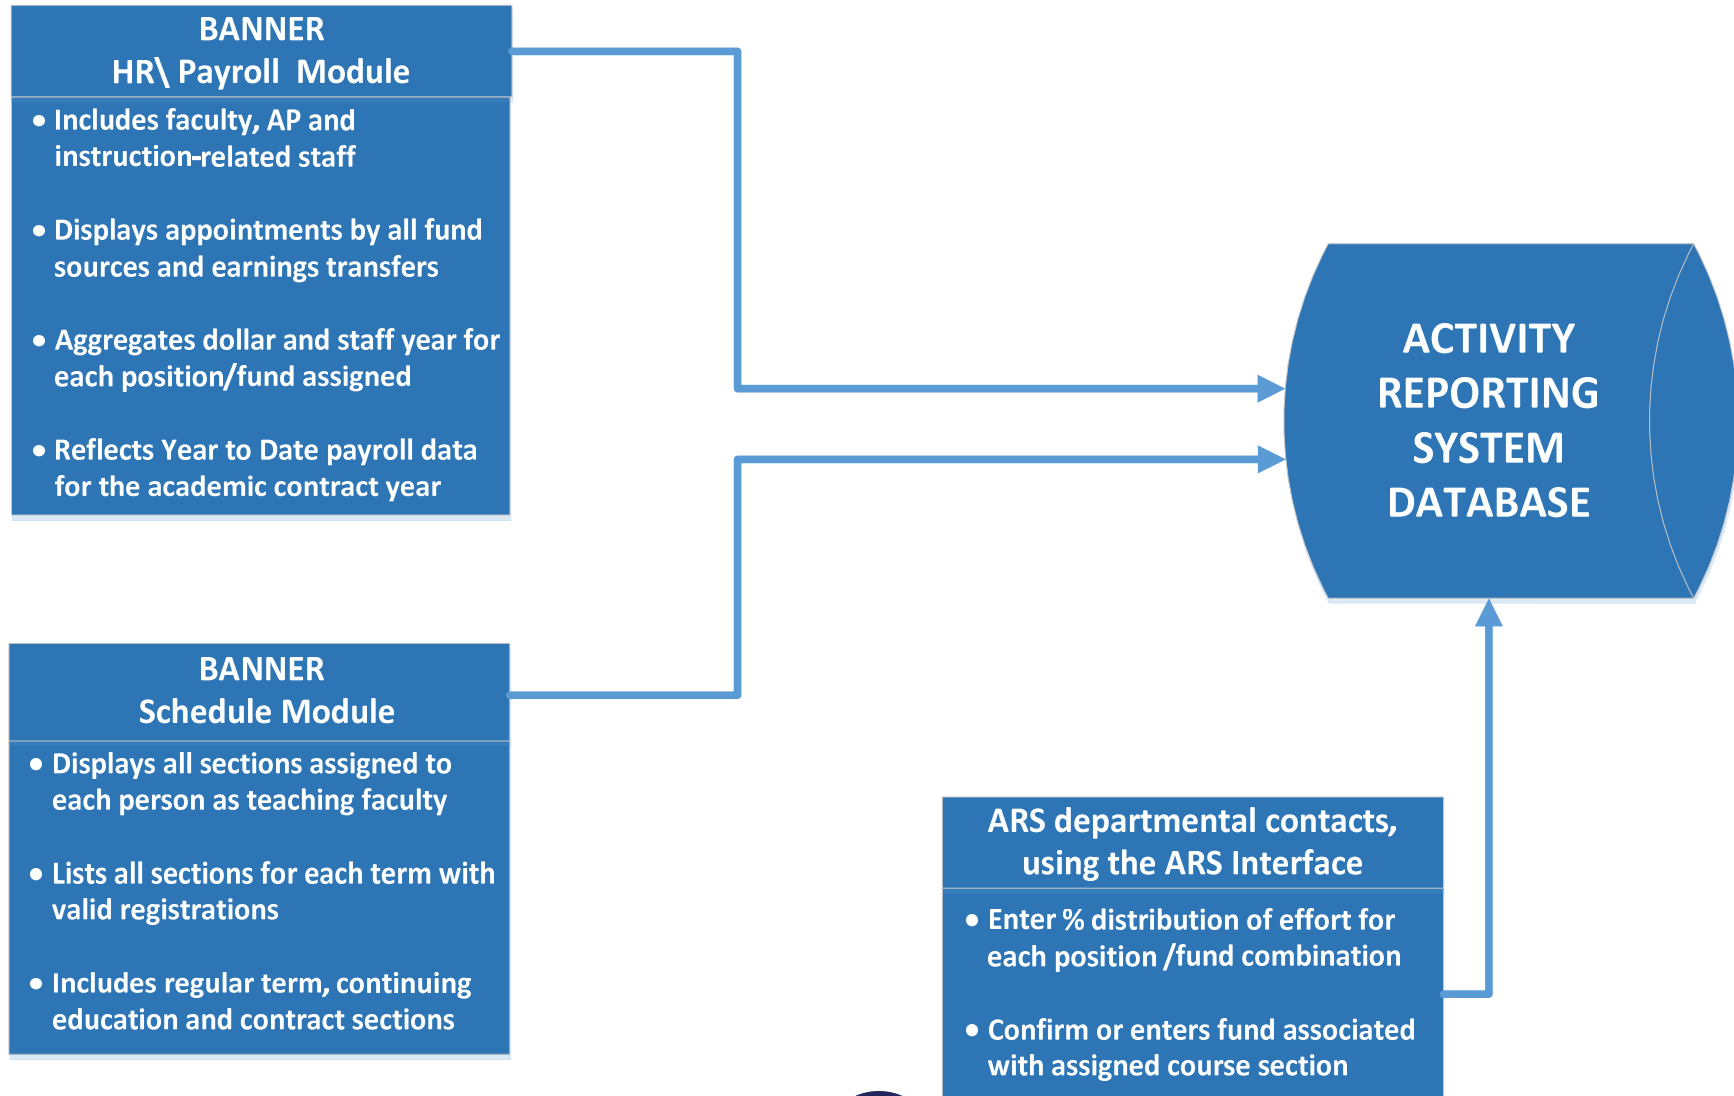 BANNER
HR\ Payroll Module
• Includes faculty, AP and
instruction-related staff
• Displays appointments by all fund
sources and earnings transfers
• Aggregates dollar and staff year for
each position/fund assigned
• Reflects Year to Date payroll data
for the academic contract year
ACTIVITY
REPORTING
SYSTEM
DATABASE
BANNER
Schedule Module
• Displays all sections assigned to
each person as teaching faculty
• Lists all sections for each term with
valid registrations
• Includes regular term, continuing
education and contract sections
ARS departmental contacts,
using the ARS Interface
• Enter % distribution of effort for
each position /fund combination
• Confirm or enters fund associated
with assigned course section